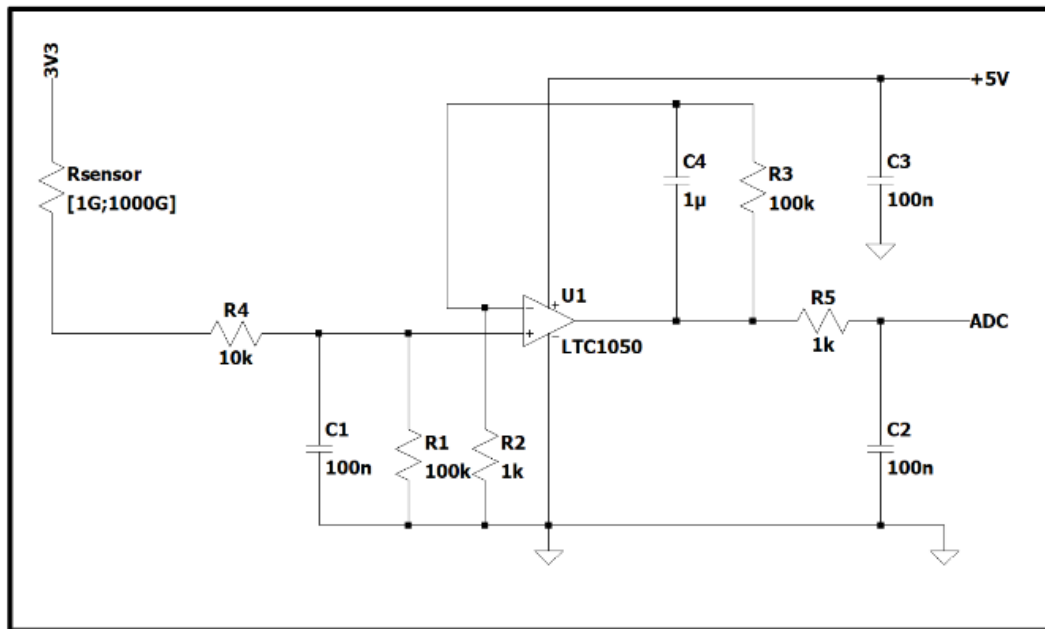 3V3
+5V
Rsensor
[1G;1000G]
C4
1µ
R3
100k
C3
100n
R4
10k
U1
LTC1050
R5
1k
ADC
C1
100n
R1
100k
R2
1k
C2
100n